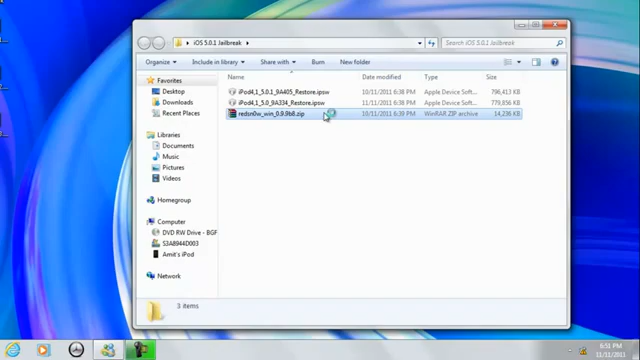 iOS 5.0.1 Jailbreak
Search iOS 5.0.1 Jailbreak
Organize Include in library Share with Burn New folder
Favorites
Desktop
Downloads
Recent Places
Libraries
Documents
Music
Pictures
Videos
Homegroup
Computer
DVD RW Drive - BGF
S3A8944D003
Amit's iPod
Network
Name Date modified Type Size
iPod4,1_5.0.1_9A405_Restore.ipsw 10/11/2011 6:38 PM Apple Device Soft... 796,413 KB
iPod4,1_5.0_9A334_Restore.ipsw 10/11/2011 6:38 PM Apple Device Soft... 779,856 KB
redsn0w_win_0.9.9b8.zip 10/11/2011 6:39 PM WinRAR ZIP archive 14,236 KB
3 items
6:51 PM
11/11/2011